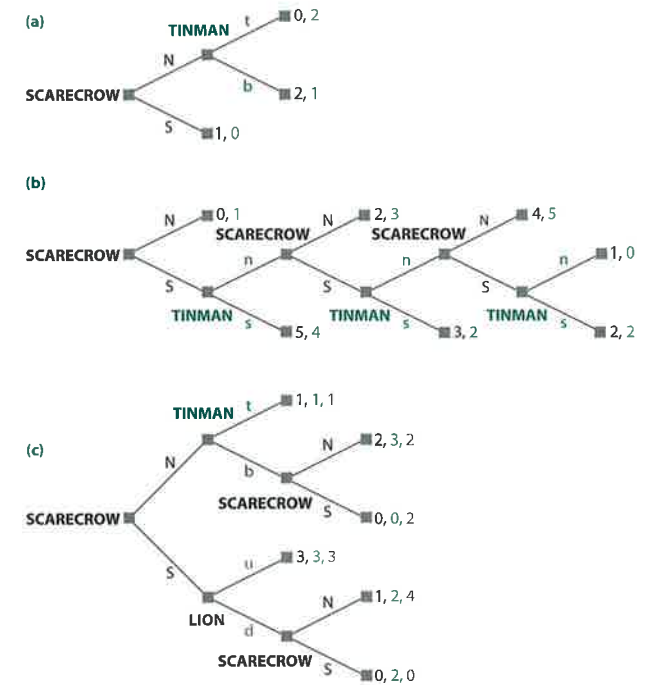 (a)
TINMAN
t
0, 2
N
b
2, 1
SCARECROW
S
1, 0
(b)
N
0, 1
N
2, 3
N
4, 5
SCARECROW
SCARECROW
SCARECROW
n
n
n
1, 0
S
S
S
TINMAN
TINMAN
TINMAN
s
5, 4
s
3, 2
s
2, 2
TINMAN
t
1, 1, 1
(c)
N
N
2, 3, 2
b
SCARECROW
S
0, 0, 2
SCARECROW
S
u
3, 3, 3
LION
N
1, 2, 4
d
SCARECROW
S
0, 2, 0